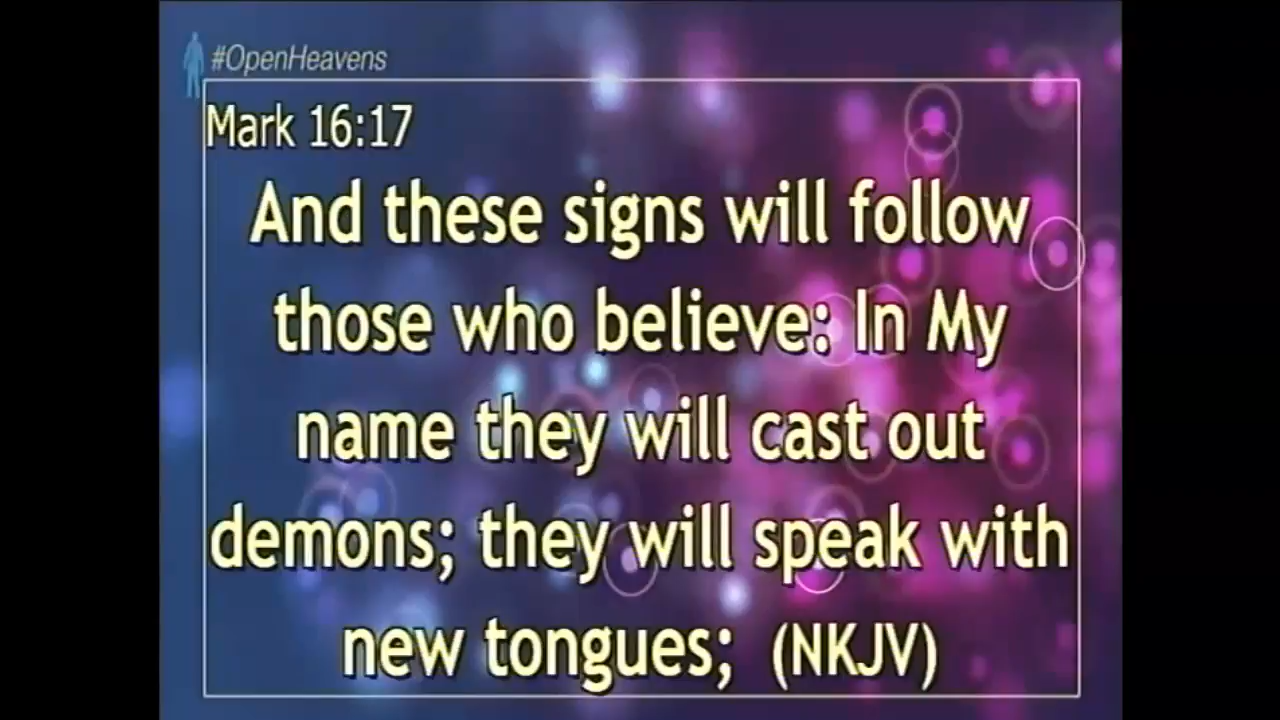 #OpenHeavens
Mark 16:17
And these signs will follow
those who believe: In My
name they will cast out
demons; they will speak with
new tongues; (NKJV)